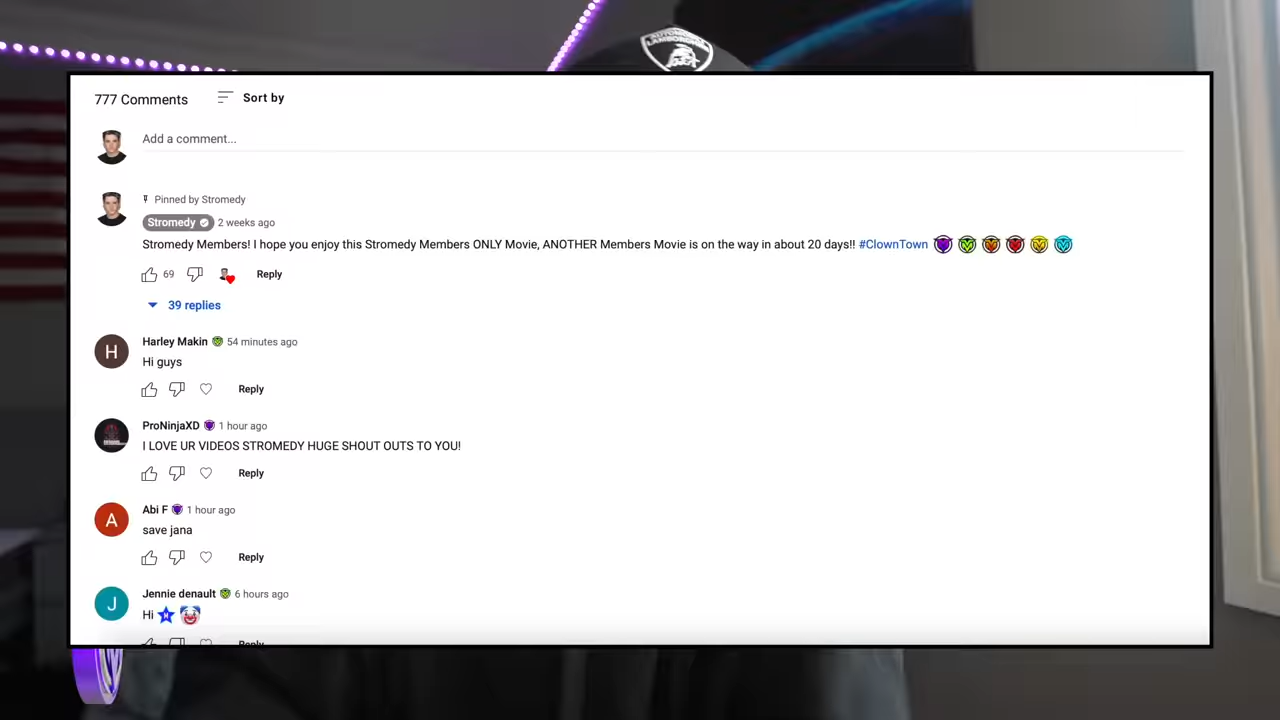 777 Comments
Sort by
Add a comment...
Pinned by Stromedy
Stromedy 2 weeks ago
Stromedy Members! I hope you enjoy this Stromedy Members ONLY Movie, ANOTHER Members Movie is on the way in about 20 days!! #ClownTown
69 Reply
39 replies
H
Harley Makin 54 minutes ago
Hi guys
Reply
ProNinjaXD 1 hour ago
I LOVE UR VIDEOS STROMEDY HUGE SHOUT OUTS TO YOU!
Reply
A
Abi F 1 hour ago
save jana
Reply
J
Jennie denault 6 hours ago
Hi
Reply